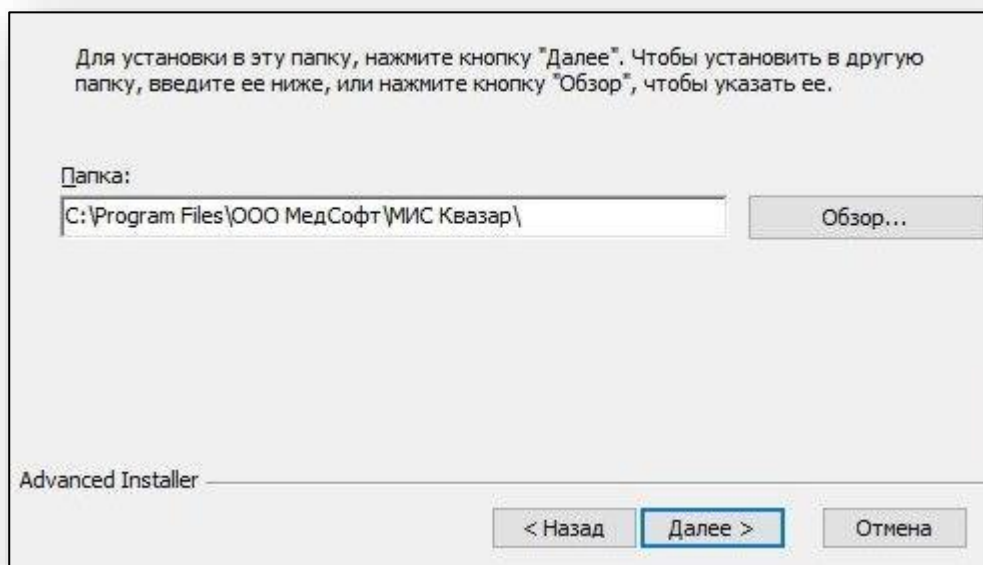 Для установки в эту папку, нажмите кнопку "Далее". Чтобы установить в другую
папку, введите ее ниже, или нажмите кнопку "Обзор", чтобы указать ее.
Папка:
C:\Program Files\ООО МедСофт\МИС Квазар\
Обзор...
Advanced Installer
< Назад
Далее >
Отмена